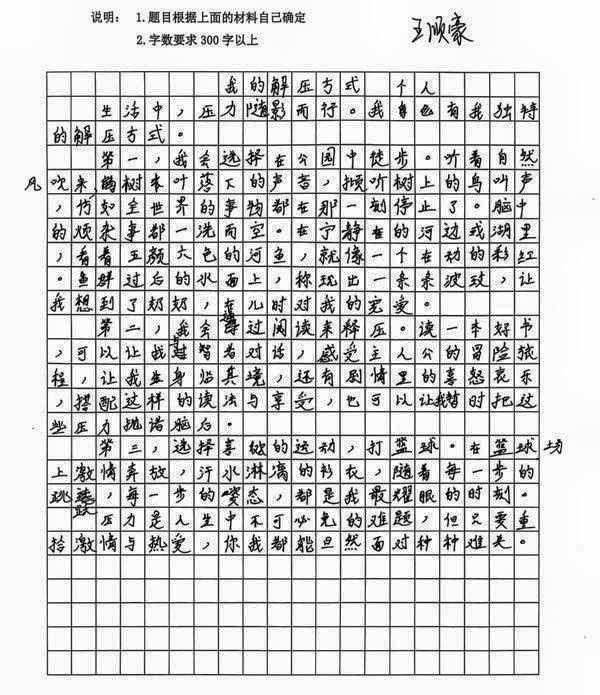 说明： 1.题目根据上面的材料自己确定
2.字数要求 300 字以上
王顺豪
我的解压方式 个人
生活中，压力随影而行。我自也有我独特
的解压方式。
第一，我会选择在公园中徒步。听着自然
风吹来，树木叶落下的声音，倾听树上的鸟叫声
，仿如全世界的事物都在那一刻停止了。脑中
的烦杂事都一洗而空。在宁静在的河边或湖里
，看着五颜六色的河鱼，就像一个在动的彩红
。鱼群过后的水面上，称现出一条条波纹，让
我想到了奶奶，在儿时对我的宠爱。
第二，我会通过阅读来释压。读一本好书
，可以让我与智者对话，感受主人公的冒险旅
程，让我生身临其境，还有剧情里的喜怒哀乐
，搭配这样的读法与享受，也可以让我暂时把这
些压力抛诸脑后。
第三，选择喜欢的运动，打篮球。在篮球场
上激情奔放，汗水淋漓的衫衣，随着每一步的
跳跃，每一步的姿态，都是我最耀眼的时刻。
压力是人生中不可必免的难题，但只要重
拾激情与热爱，你我都能旦然面对种种难关。